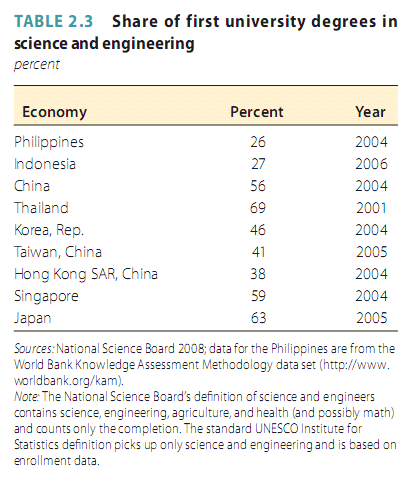 TABLE 2.3 Share of first university degrees in
science and engineering
percent
Economy Percent Year
Philippines 26 2004
Indonesia 27 2006
China 56 2004
Thailand 69 2001
Korea, Rep. 46 2004
Taiwan, China 41 2005
Hong Kong SAR, China 38 2004
Singapore 59 2004
Japan 63 2005
Sources: National Science Board 2008; data for the Philippines are from the
World Bank Knowledge Assessment Methodology data set (http://www.
worldbank.org/kam).
Note: The National Science Board's definition of science and engineers
contains science, engineering, agriculture, and health (and possibly math)
and counts only the completion. The standard UNESCO Institute for
Statistics definition picks up only science and engineering and is based on
enrollment data.